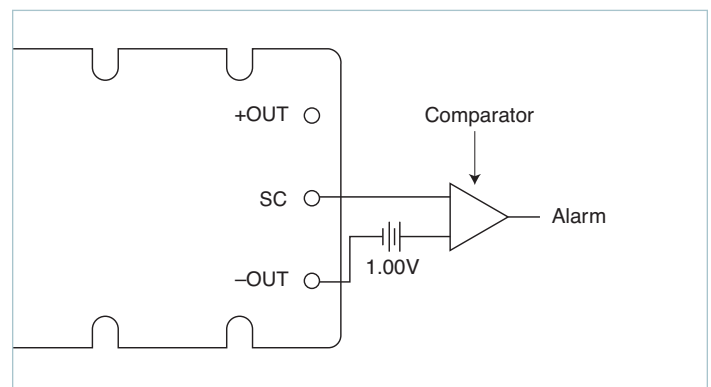 +OUT
Comparator
SC
Alarm
1.00V
–OUT